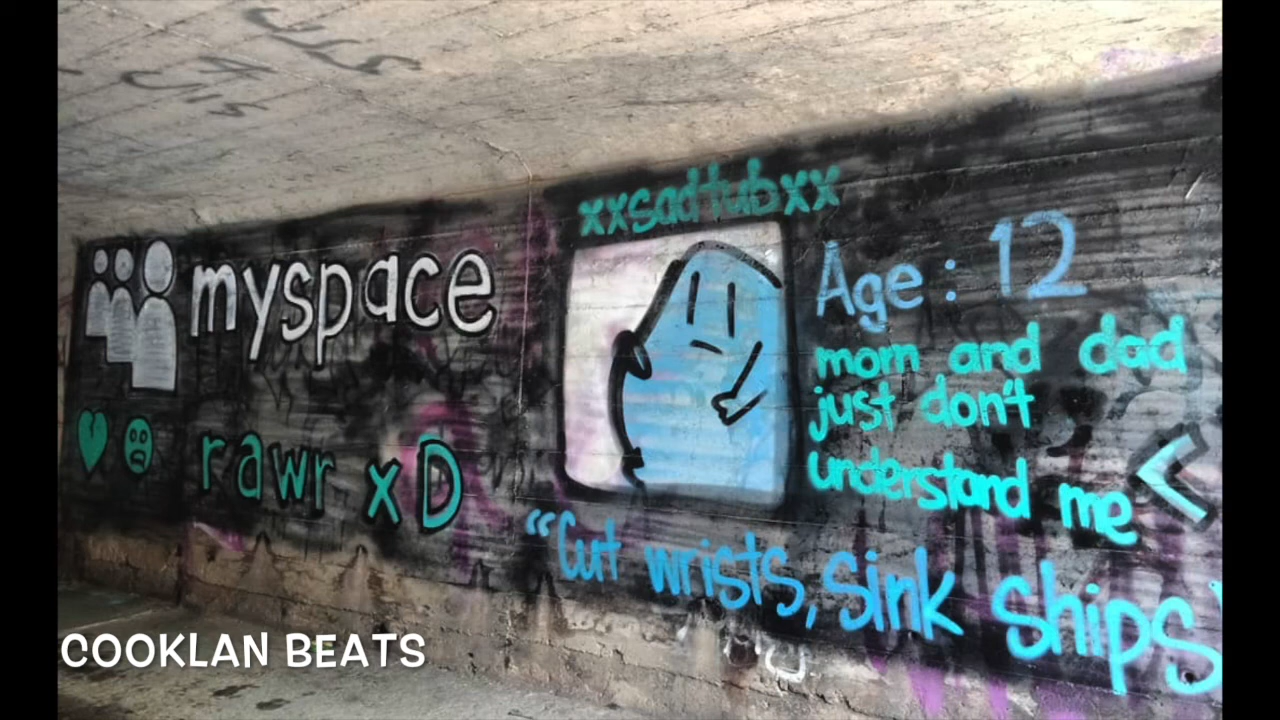 myspace
rawr xD
xxsadtubxx
Age: 12
mom and dad
just don't
understand me <
"Cut wrists, sink ships"
COOKLAN BEATS